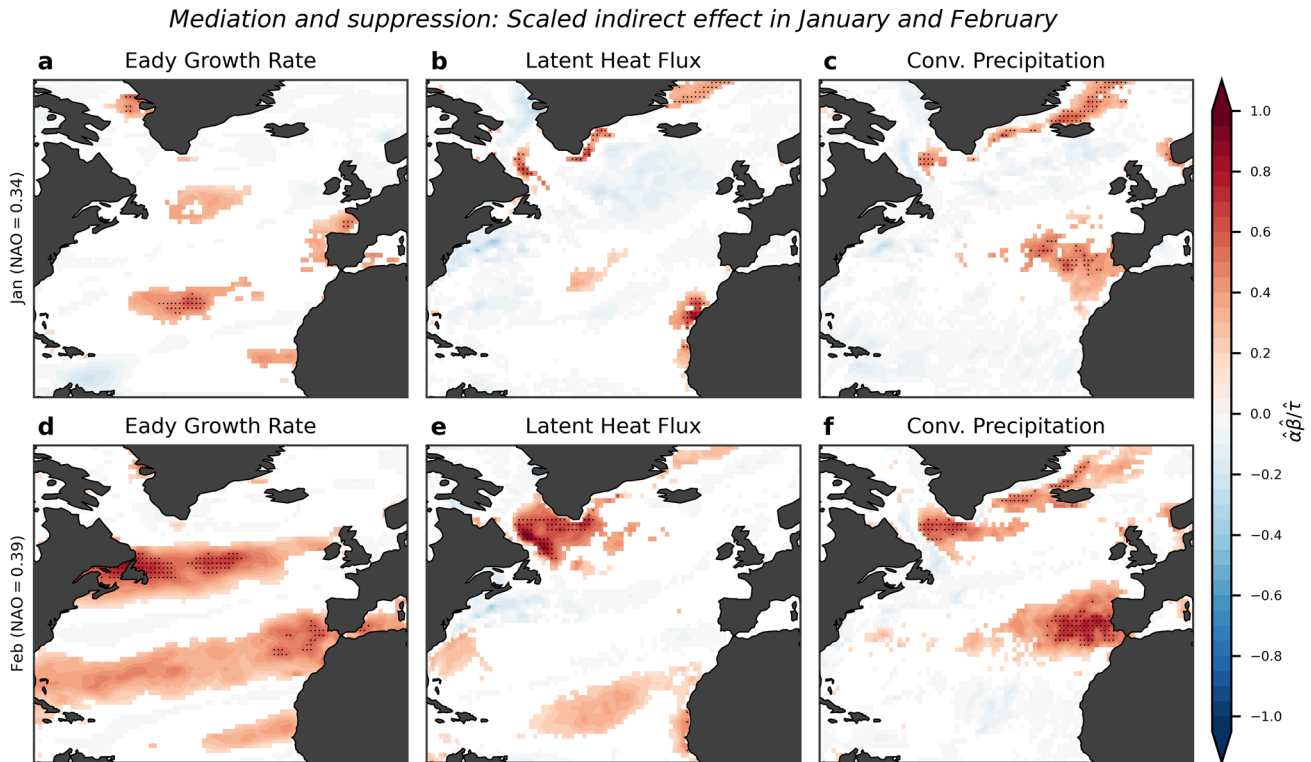 Mediation and suppression: Scaled indirect effect in January and February
a Eady Growth Rate
b Latent Heat Flux
c Conv. Precipitation
Jan (NAO = 0.34)
d Eady Growth Rate
e Latent Heat Flux
f Conv. Precipitation
Feb (NAO = 0.39)
1.0
0.8
0.6
0.4
0.2
0.0
−0.2
−0.4
−0.6
−0.8
−1.0
α̂β̂/τ̂